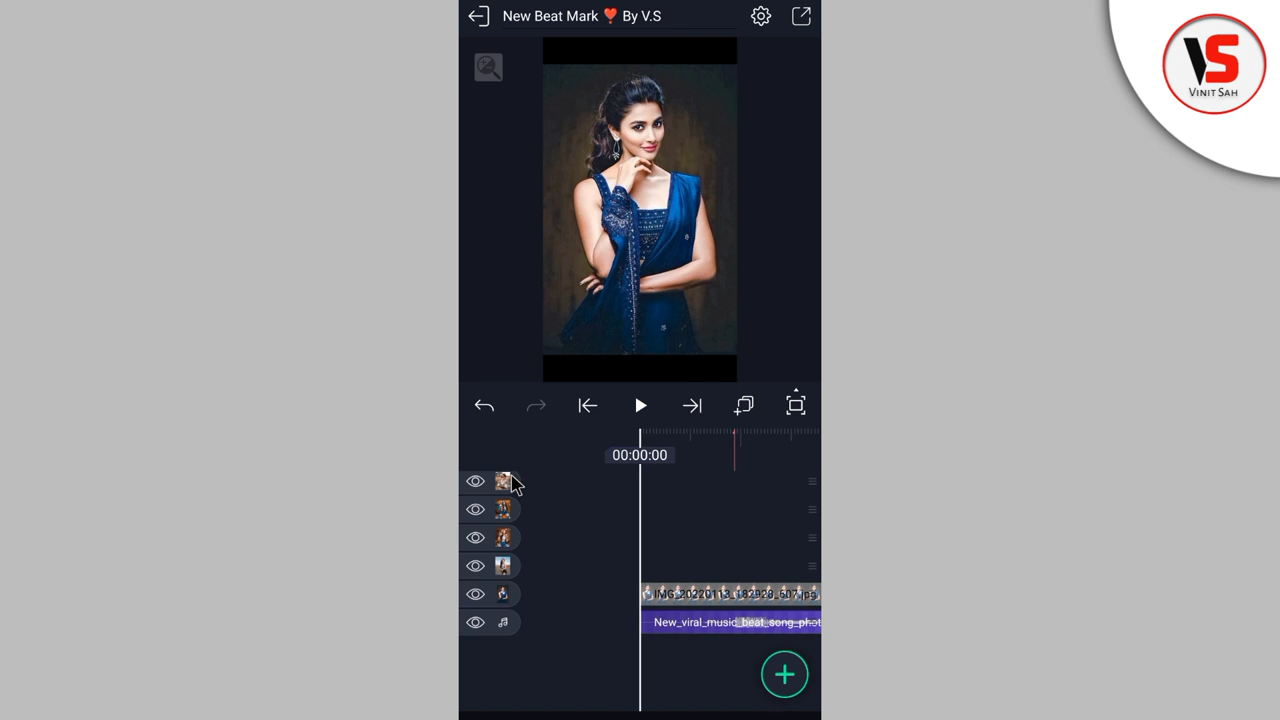 New Beat Mark ❤️ By V.S
VS
VINIT SAH
00:00:00
IMG_20220113_182928_607.jpg
New_viral_music_beat_song_phot